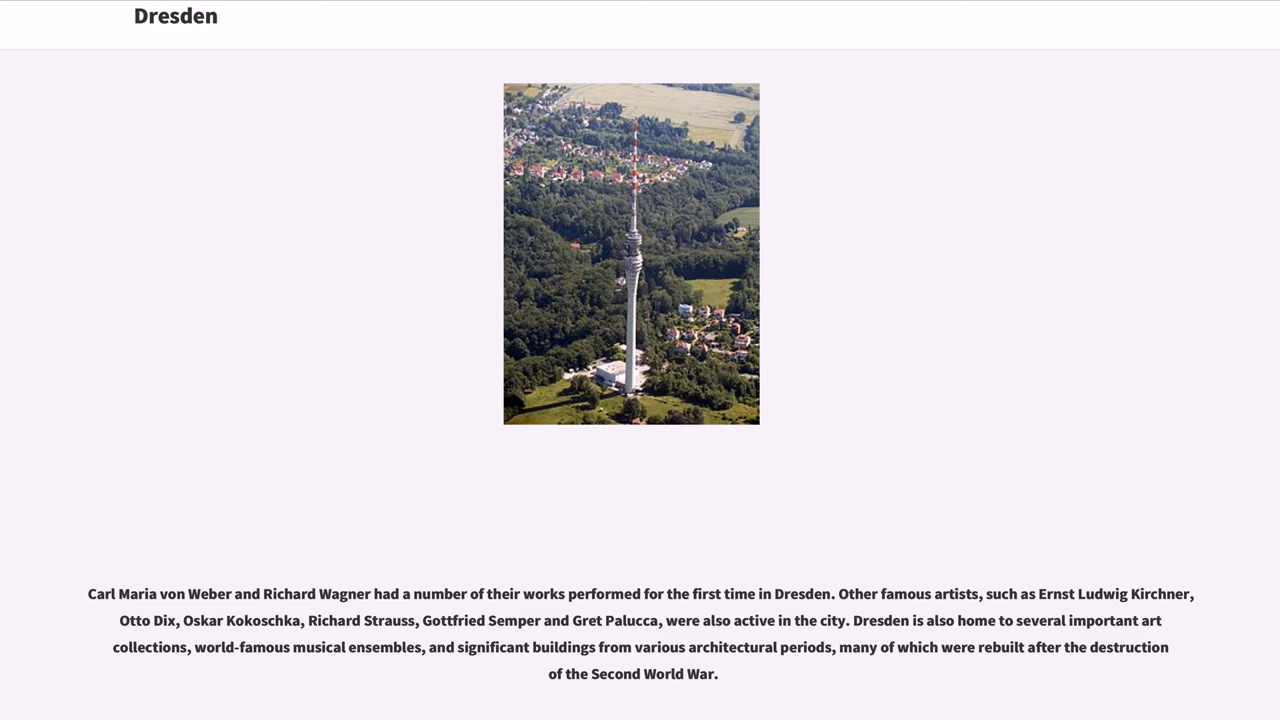 Dresden
Carl Maria von Weber and Richard Wagner had a number of their works performed for the first time in Dresden. Other famous artists, such as Ernst Ludwig Kirchner,
Otto Dix, Oskar Kokoschka, Richard Strauss, Gottfried Semper and Gret Palucca, were also active in the city. Dresden is also home to several important art
collections, world-famous musical ensembles, and significant buildings from various architectural periods, many of which were rebuilt after the destruction
of the Second World War.